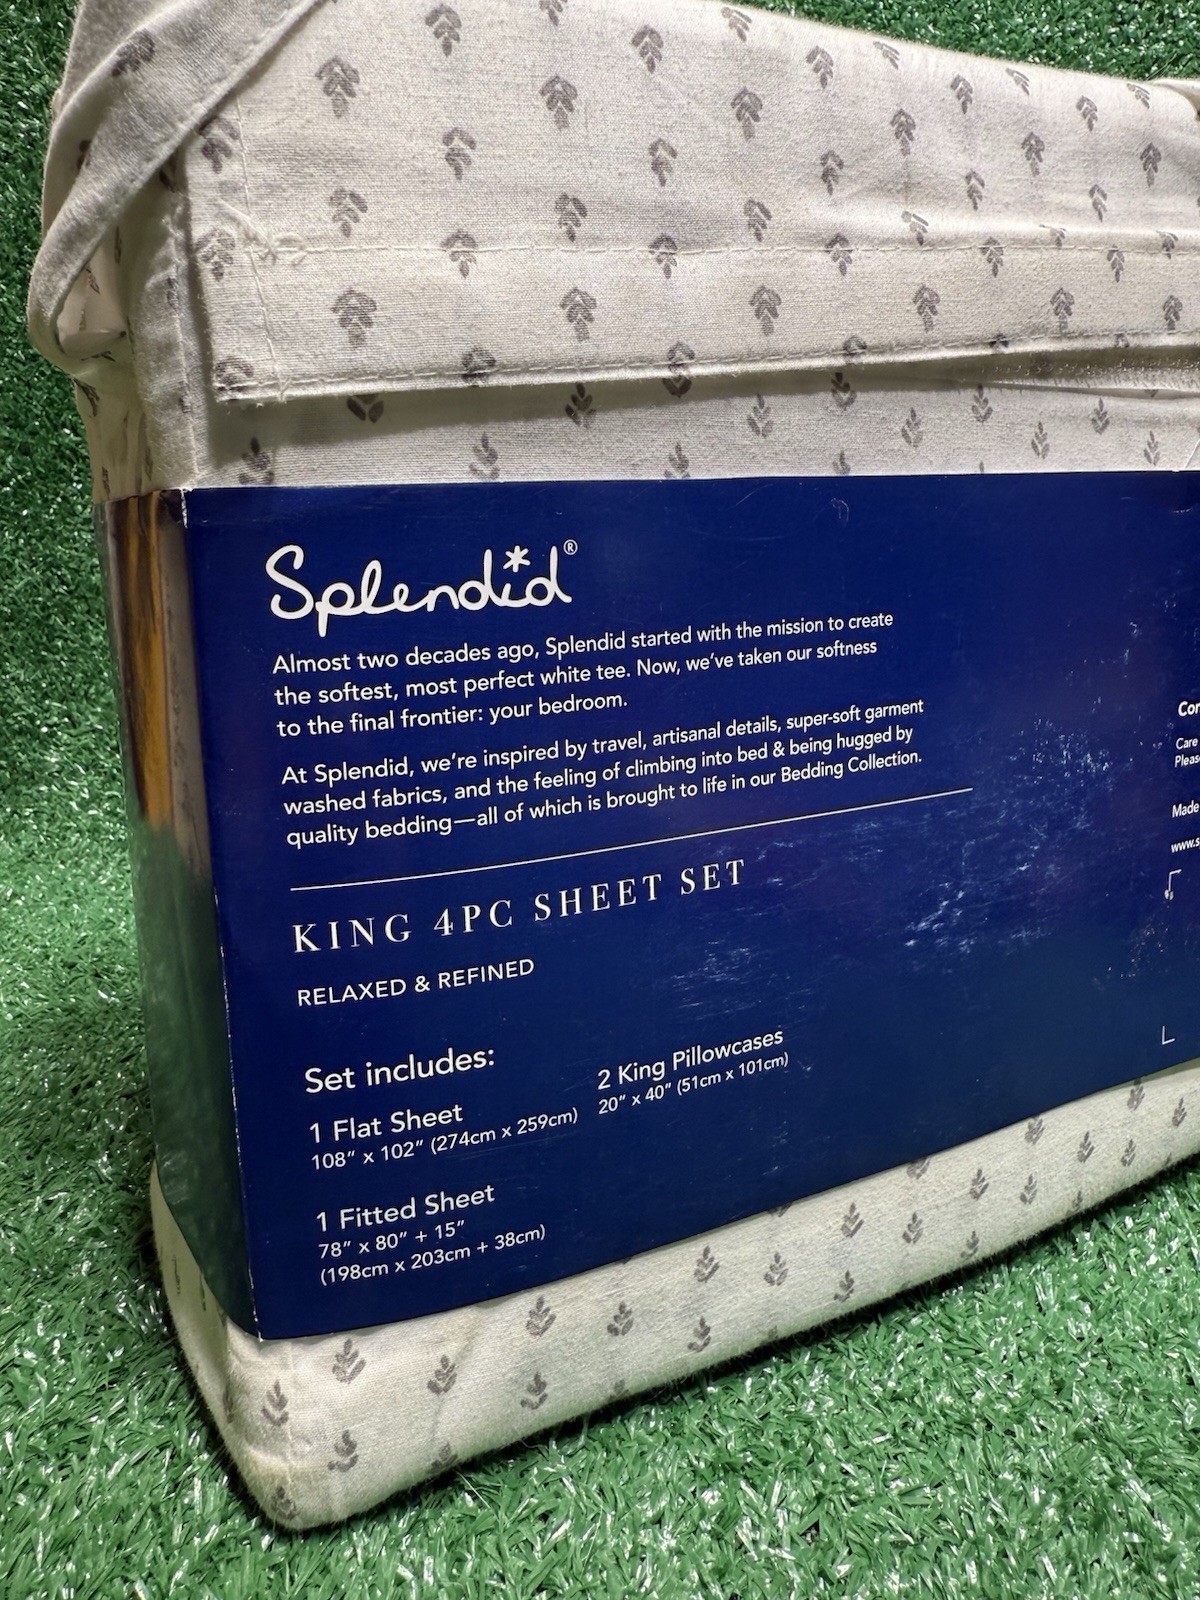 Splendid®
Almost two decades ago, Splendid started with the mission to create
the softest, most perfect white tee. Now, we've taken our softness
to the final frontier: your bedroom.
At Splendid, we're inspired by travel, artisanal details, super-soft garment
washed fabrics, and the feeling of climbing into bed & being hugged by
quality bedding—all of which is brought to life in our Bedding Collection.
KING 4PC SHEET SET
RELAXED & REFINED
Set includes:
1 Flat Sheet
108" x 102" (274cm x 259cm)
1 Fitted Sheet
78" x 80" + 15"
(198cm x 203cm + 38cm)
2 King Pillowcases
20" x 40" (51cm x 101cm)
Care
Made